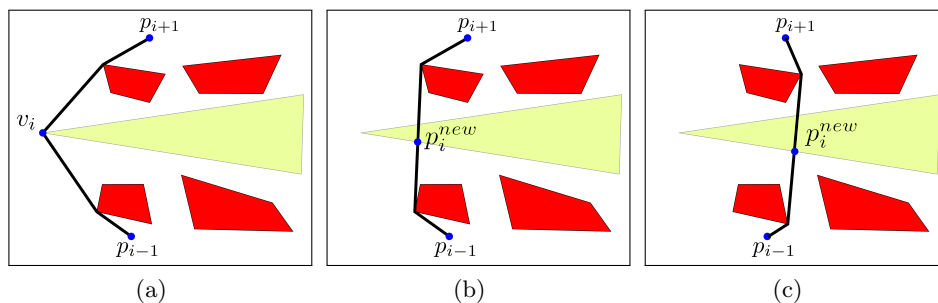 p_{i+1} p_{i+1} p_{i+1}
v_i p_i^{new} p_i^{new}
p_{i-1} p_{i-1} p_{i-1}
(a) (b) (c)